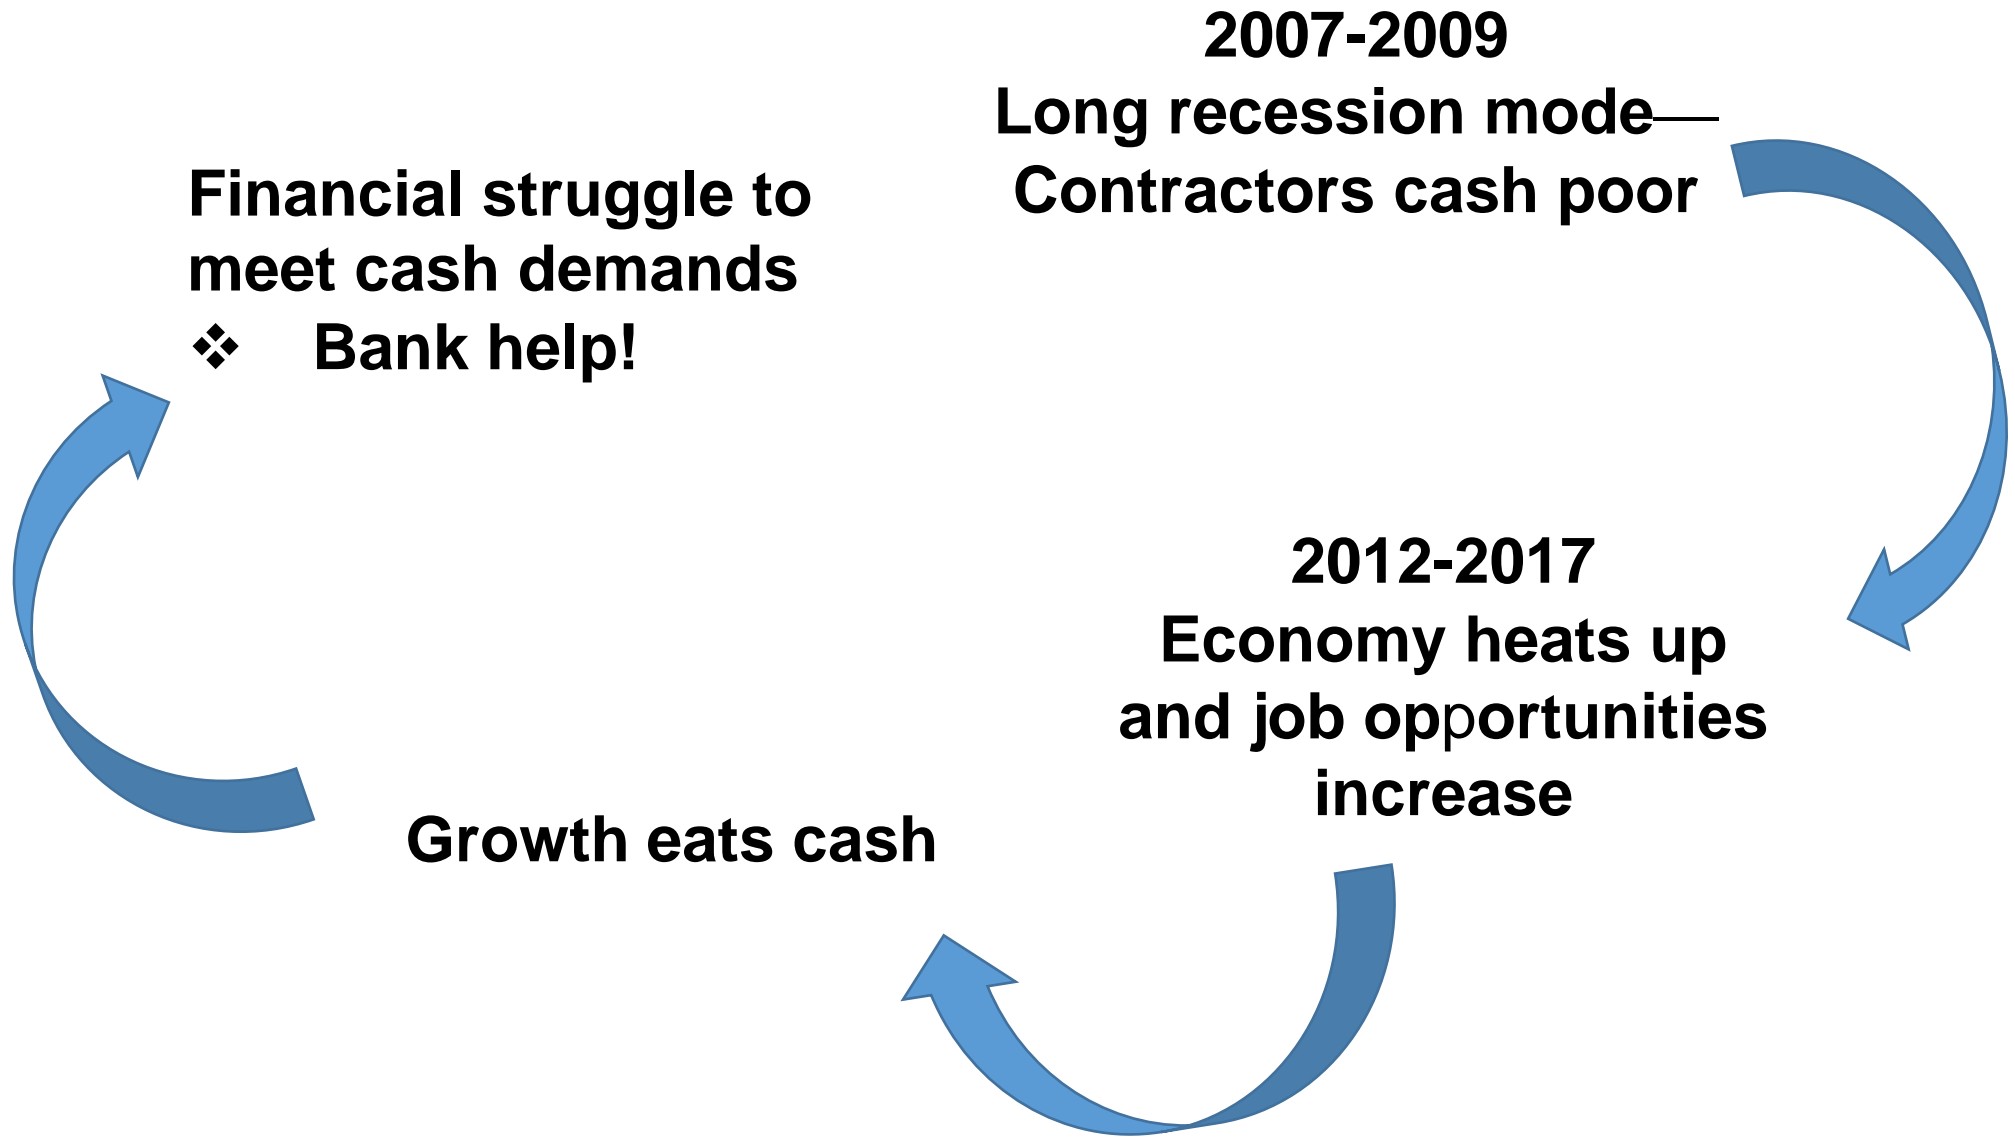 2007-2009
Long recession mode—
Contractors cash poor
2012-2017
Economy heats up
and job opportunities
increase
Growth eats cash
Financial struggle to
meet cash demands
❖ Bank help!